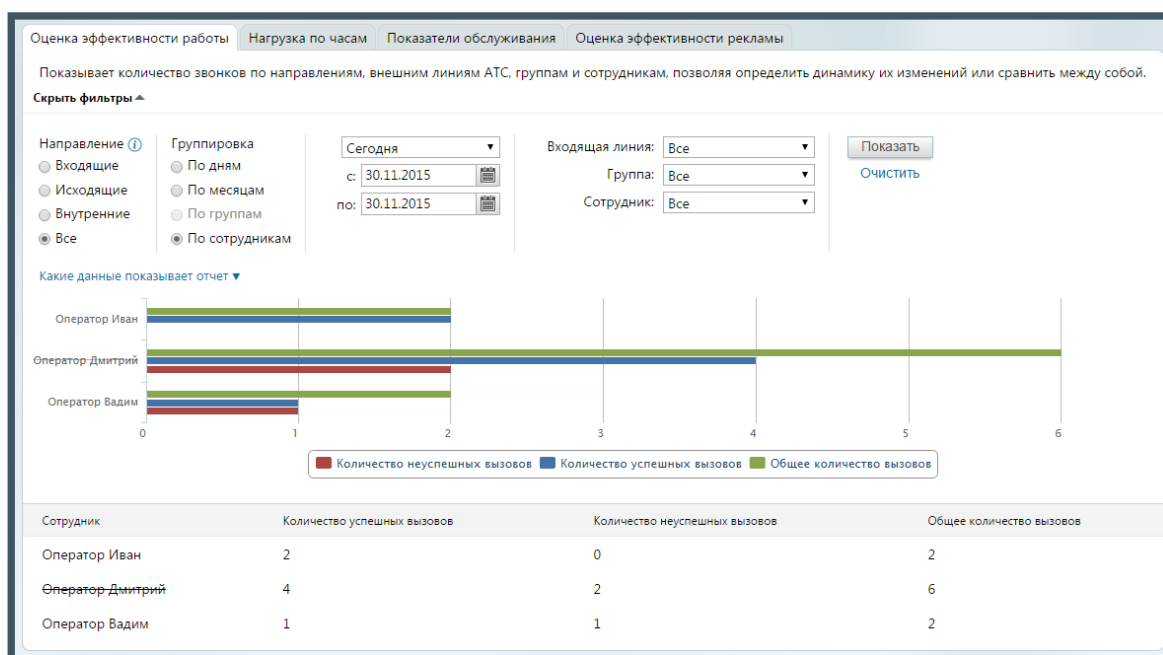 Оценка эффективности работы Нагрузка по часам Показатели обслуживания Оценка эффективности рекламы
Показывает количество звонков по направлениям, внешним линиям АТС, группам и сотрудникам, позволяя определить динамику их изменений или сравнить между собой.
Скрыть фильтры
Направление i Группировка Сегодня Входящая линия: Все Показать
Входящие По дням с: 30.11.2015 Группа: Все Очистить
Исходящие По месяцам по: 30.11.2015 Сотрудник: Все
Внутренние По группам
Все По сотрудникам
Какие данные показывает отчет
Оператор Иван
Оператор Дмитрий
Оператор Вадим
0 1 2 3 4 5 6
Количество неуспешных вызовов Количество успешных вызовов Общее количество вызовов
Сотрудник Количество успешных вызовов Количество неуспешных вызовов Общее количество вызовов
Оператор Иван 2 0 2
Оператор Дмитрий 4 2 6
Оператор Вадим 1 1 2